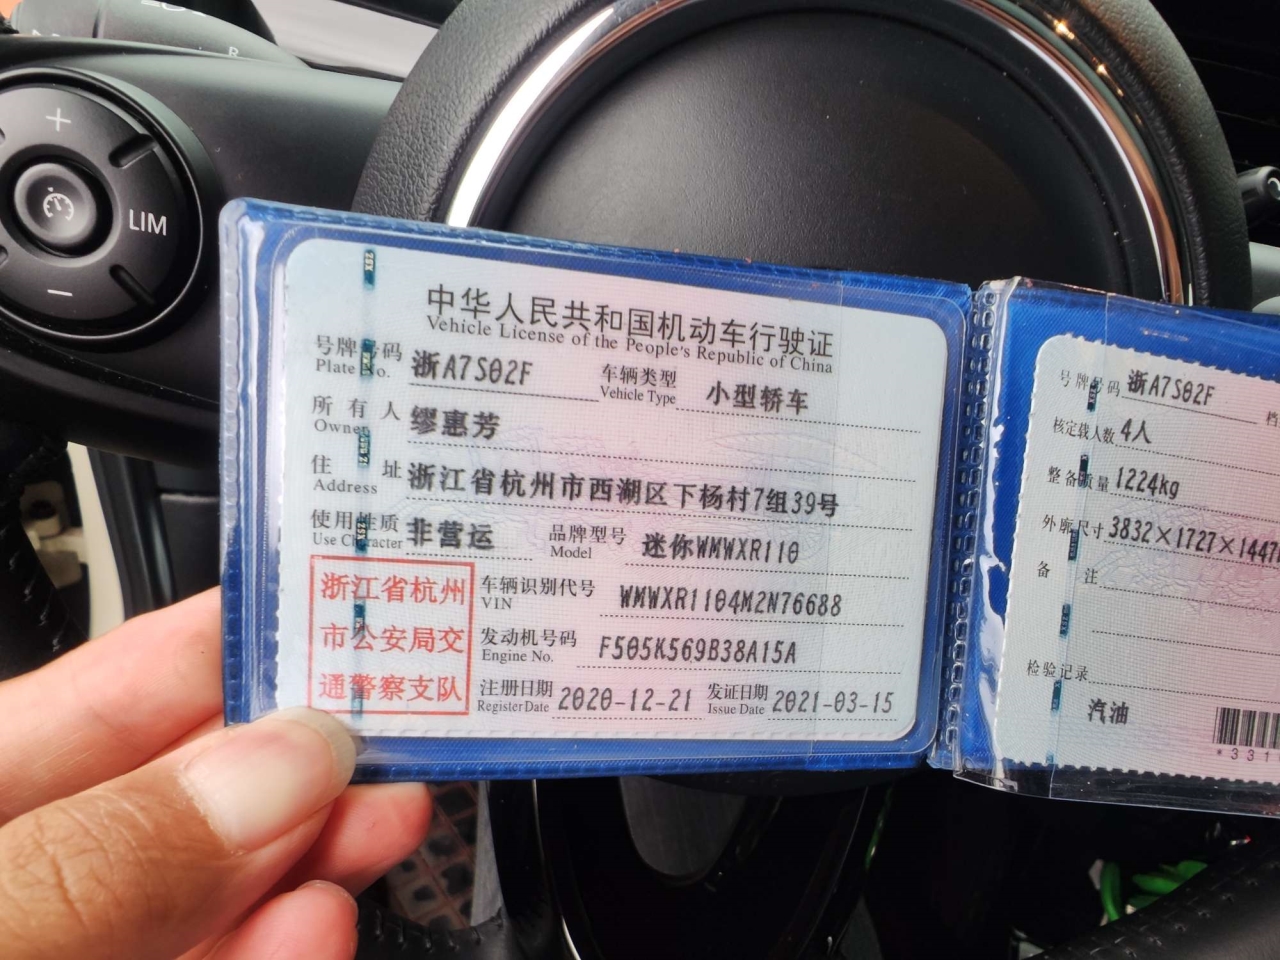 R
+
LIM
−
中华人民共和国机动车行驶证
Vehicle License of the People's Republic of China
号牌号码 浙A7S02F 车辆类型 小型轿车
Plate No. Vehicle Type
所有人 缪惠芳
Owner
住址 浙江省杭州市西湖区下杨村7组39号
Address
使用性质 非营运 品牌型号 迷你WMWXR110
Use Character Model
浙江省杭州
市公安局交
通警察支队
车辆识别代号 WMWXR1104M2N76688
VIN
发动机号码 F505K569B38A15A
Engine No.
注册日期 2020-12-21 发证日期 2021-03-15
Register Date Issue Date
号牌号码 浙A7S02F 档
核定载人数 4人
整备质量 1224kg
外廓尺寸 3832×1727×1447
备注
检验记录
汽油
*331